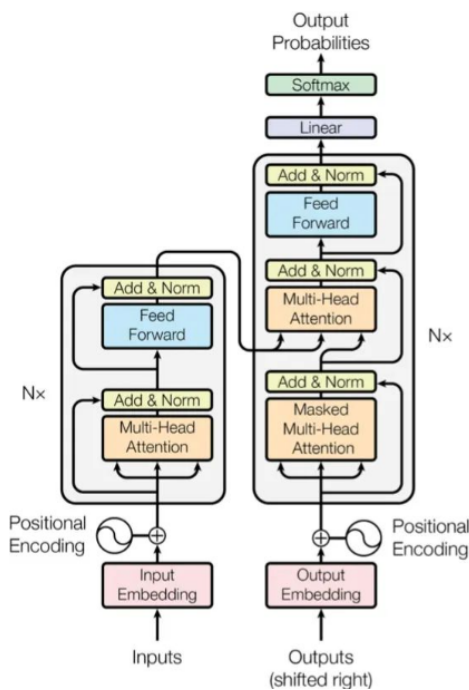 Output
Probabilities
Softmax
Linear
Add & Norm
Feed
Forward
Add & Norm
Multi-Head
Attention
Add & Norm
Masked
Multi-Head
Attention
Nx
Add & Norm
Feed
Forward
Add & Norm
Multi-Head
Attention
Nx
Positional
Encoding
Input
Embedding
Inputs
Positional
Encoding
Output
Embedding
Outputs
(shifted right)